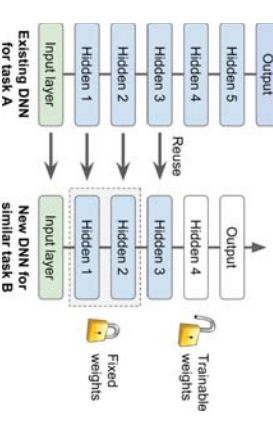 Output
Hidden 5
Hidden 4
Hidden 3
Hidden 2
Hidden 1
Input layer
Existing DNN
for task A
Reuse
Output
Hidden 4
Hidden 3
Hidden 2
Hidden 1
Input layer
New DNN for
similar task B
Trainable
weights
Fixed
weights